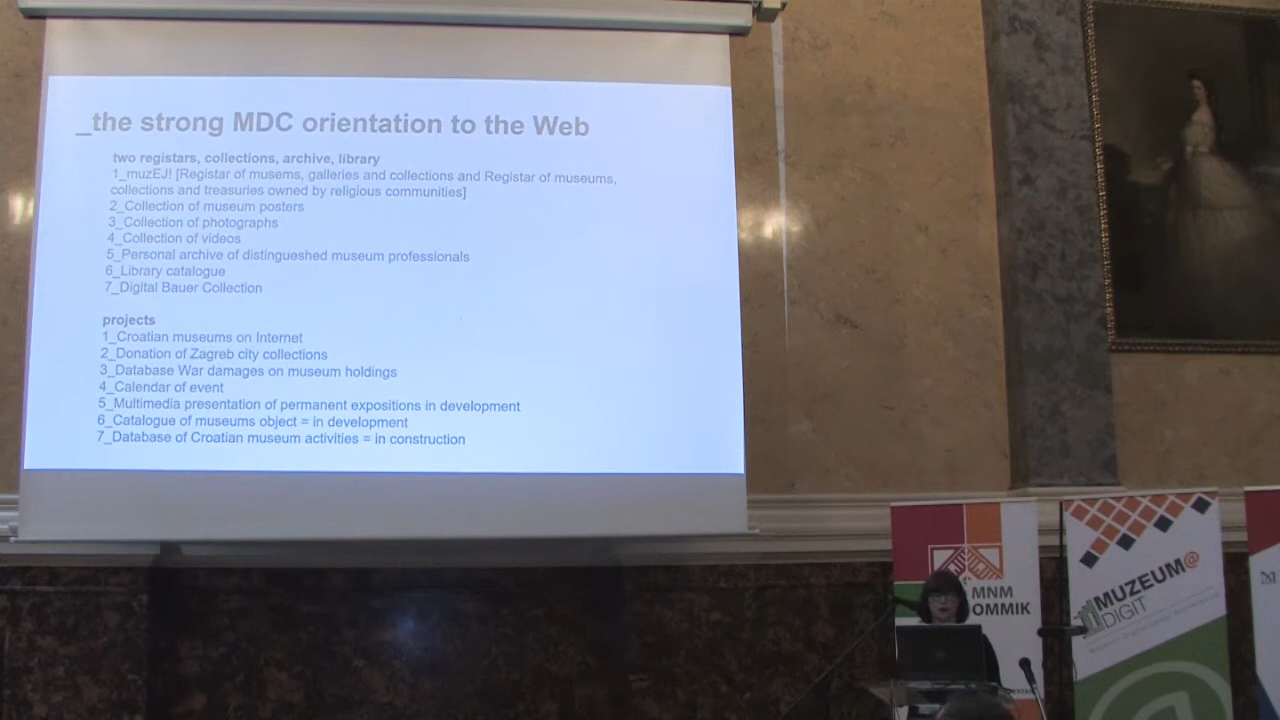 _the strong MDC orientation to the Web
two registars, collections, archive, library
1_muzEJ! [Registar of musems, galleries and collections and Registar of museums,
collections and treasuries owned by religious communities]
2_Collection of museum posters
3_Collection of photographs
4_Collection of videos
5_Personal archive of distingueshed museum professionals
6_Library catalogue
7_Digital Bauer Collection
projects
1_Croatian museums on Internet
2_Donation of Zagreb city collections
3_Database War damages on museum holdings
4_Calendar of event
5_Multimedia presentation of permanent expositions in development
6_Catalogue of museums object = in development
7_Database of Croatian museum activities = in construction
MNM
OMMIK
MUZEUM@
DIGIT